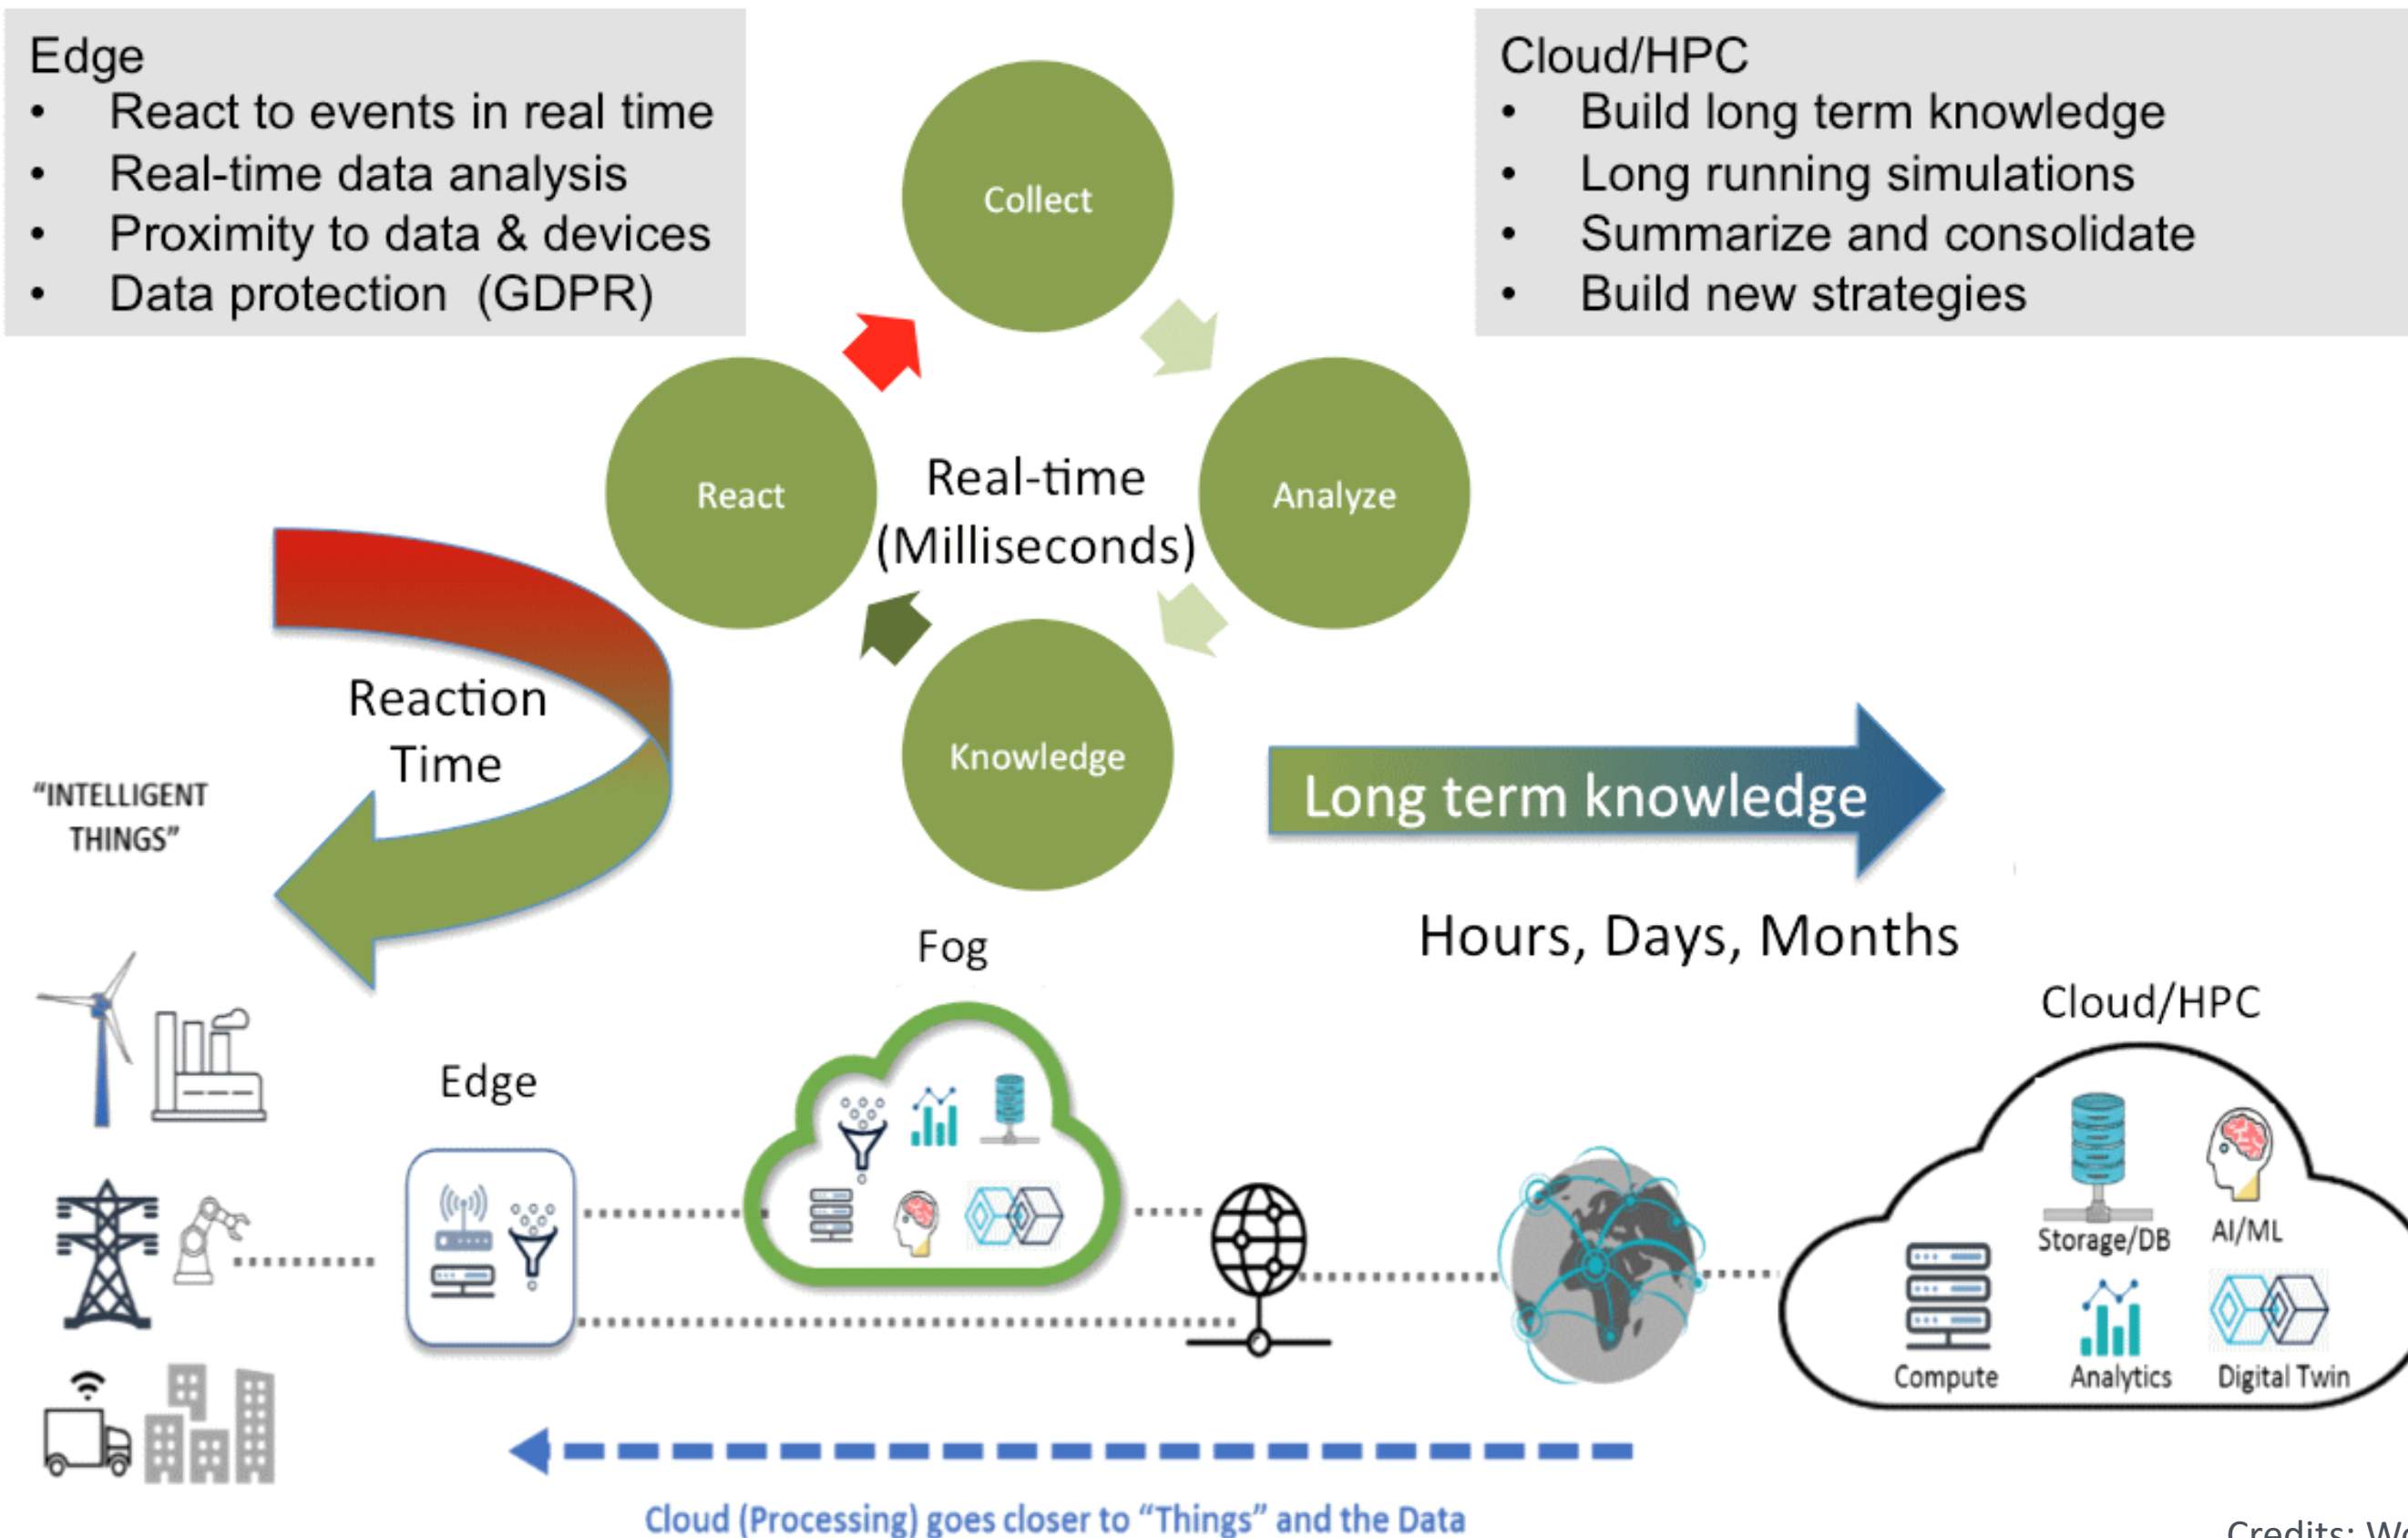 Edge
• React to events in real time
• Real-time data analysis
• Proximity to data & devices
• Data protection (GDPR)
Cloud/HPC
• Build long term knowledge
• Long running simulations
• Summarize and consolidate
• Build new strategies
Collect
React
Real-time
(Milliseconds)
Analyze
Knowledge
Reaction
Time
"INTELLIGENT
THINGS"
Long term knowledge
Hours, Days, Months
Fog
Edge
Cloud/HPC
Storage/DB
AI/ML
Compute
Analytics
Digital Twin
Cloud (Processing) goes closer to "Things" and the Data
Credits: